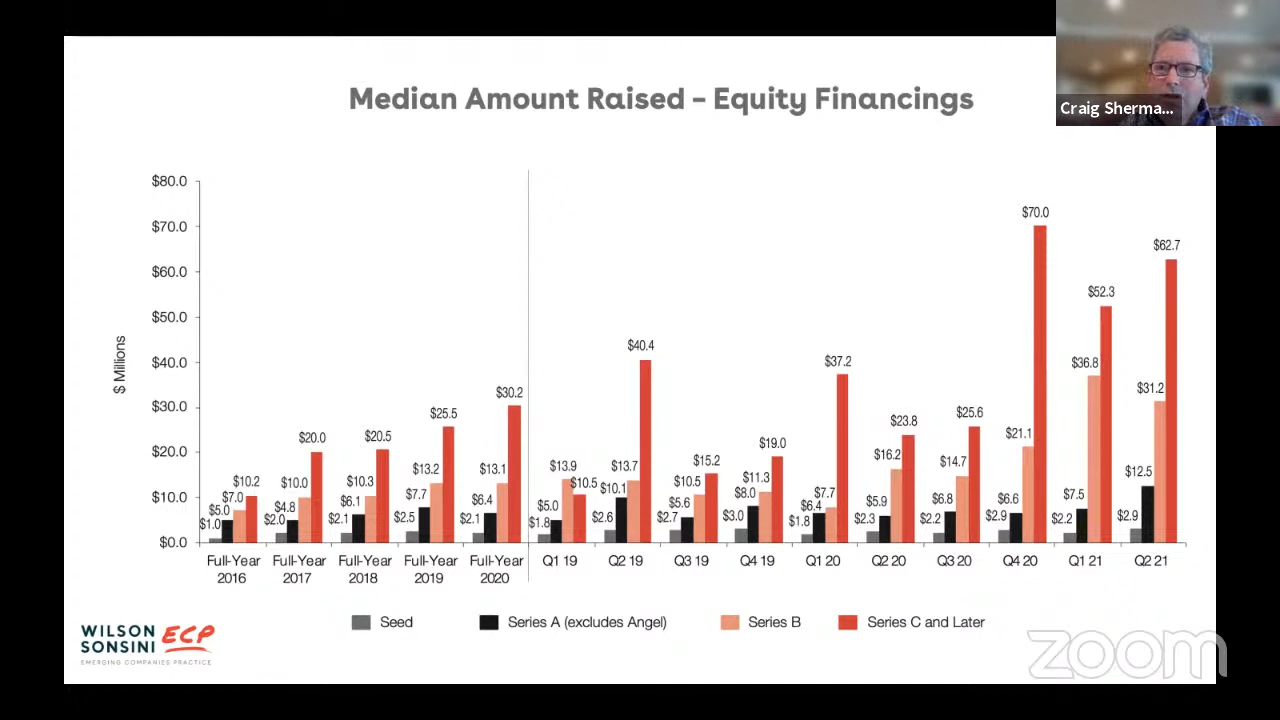 Median Amount Raised – Equity Financings
Craig Sherma...
$ Millions
$80.0
$70.0
$60.0
$50.0
$40.0
$30.0
$20.0
$10.0
$0.0
$1.0 $5.0 $7.0 $10.2
$2.0 $4.8 $10.0 $20.0
$2.1 $6.1 $10.3 $20.5
$2.5 $7.7 $13.2 $25.5
$2.1 $6.4 $13.1 $30.2
$1.8 $5.0 $13.9 $10.5
$2.6 $10.1 $13.7 $40.4
$2.7 $5.6 $10.5 $15.2
$3.0 $8.0 $11.3 $19.0
$1.8 $6.4 $7.7 $37.2
$2.3 $5.9 $16.2 $23.8
$2.2 $6.8 $14.7 $25.6
$2.9 $6.6 $21.1 $70.0
$2.2 $7.5 $36.8 $52.3
$2.9 $12.5 $31.2 $62.7
Full-Year 2016
Full-Year 2017
Full-Year 2018
Full-Year 2019
Full-Year 2020
Q1 19
Q2 19
Q3 19
Q4 19
Q1 20
Q2 20
Q3 20
Q4 20
Q1 21
Q2 21
Seed
Series A (excludes Angel)
Series B
Series C and Later
WILSON
SONSINI
ECP
EMERGING COMPANIES PRACTICE
zoom